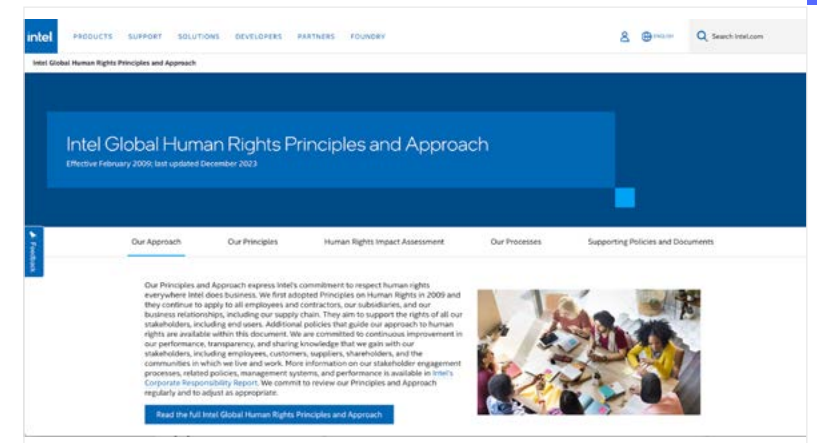 intel PRODUCTS SUPPORT SOLUTIONS DEVELOPERS PARTNERS FOUNDRY ENGLISH Search Intel.com
Intel Global Human Rights Principles and Approach
Intel Global Human Rights Principles and Approach
Effective February 2009; last updated December 2023
Feedback
Our Approach Our Principles Human Rights Impact Assessment Our Processes Supporting Policies and Documents
Our Principles and Approach express Intel's commitment to respect human rights
everywhere Intel does business. We first adopted Principles on Human Rights in 2009 and
they continue to apply to all employees and contractors, our subsidiaries, and our
business relationships, including our supply chain. They aim to support the rights of all our
stakeholders, including end users. Additional policies that guide our approach to human
rights are available within this document. We are committed to continuous improvement in
our performance, transparency, and sharing knowledge that we gain with our
stakeholders, including employees, customers, suppliers, shareholders, and the
communities in which we live and work. More information on our stakeholder engagement
processes, related policies, management systems, and performance is available in Intel's
Corporate Responsibility Report. We commit to review our Principles and Approach
regularly and to adjust as appropriate.
Read the full Intel Global Human Rights Principles and Approach